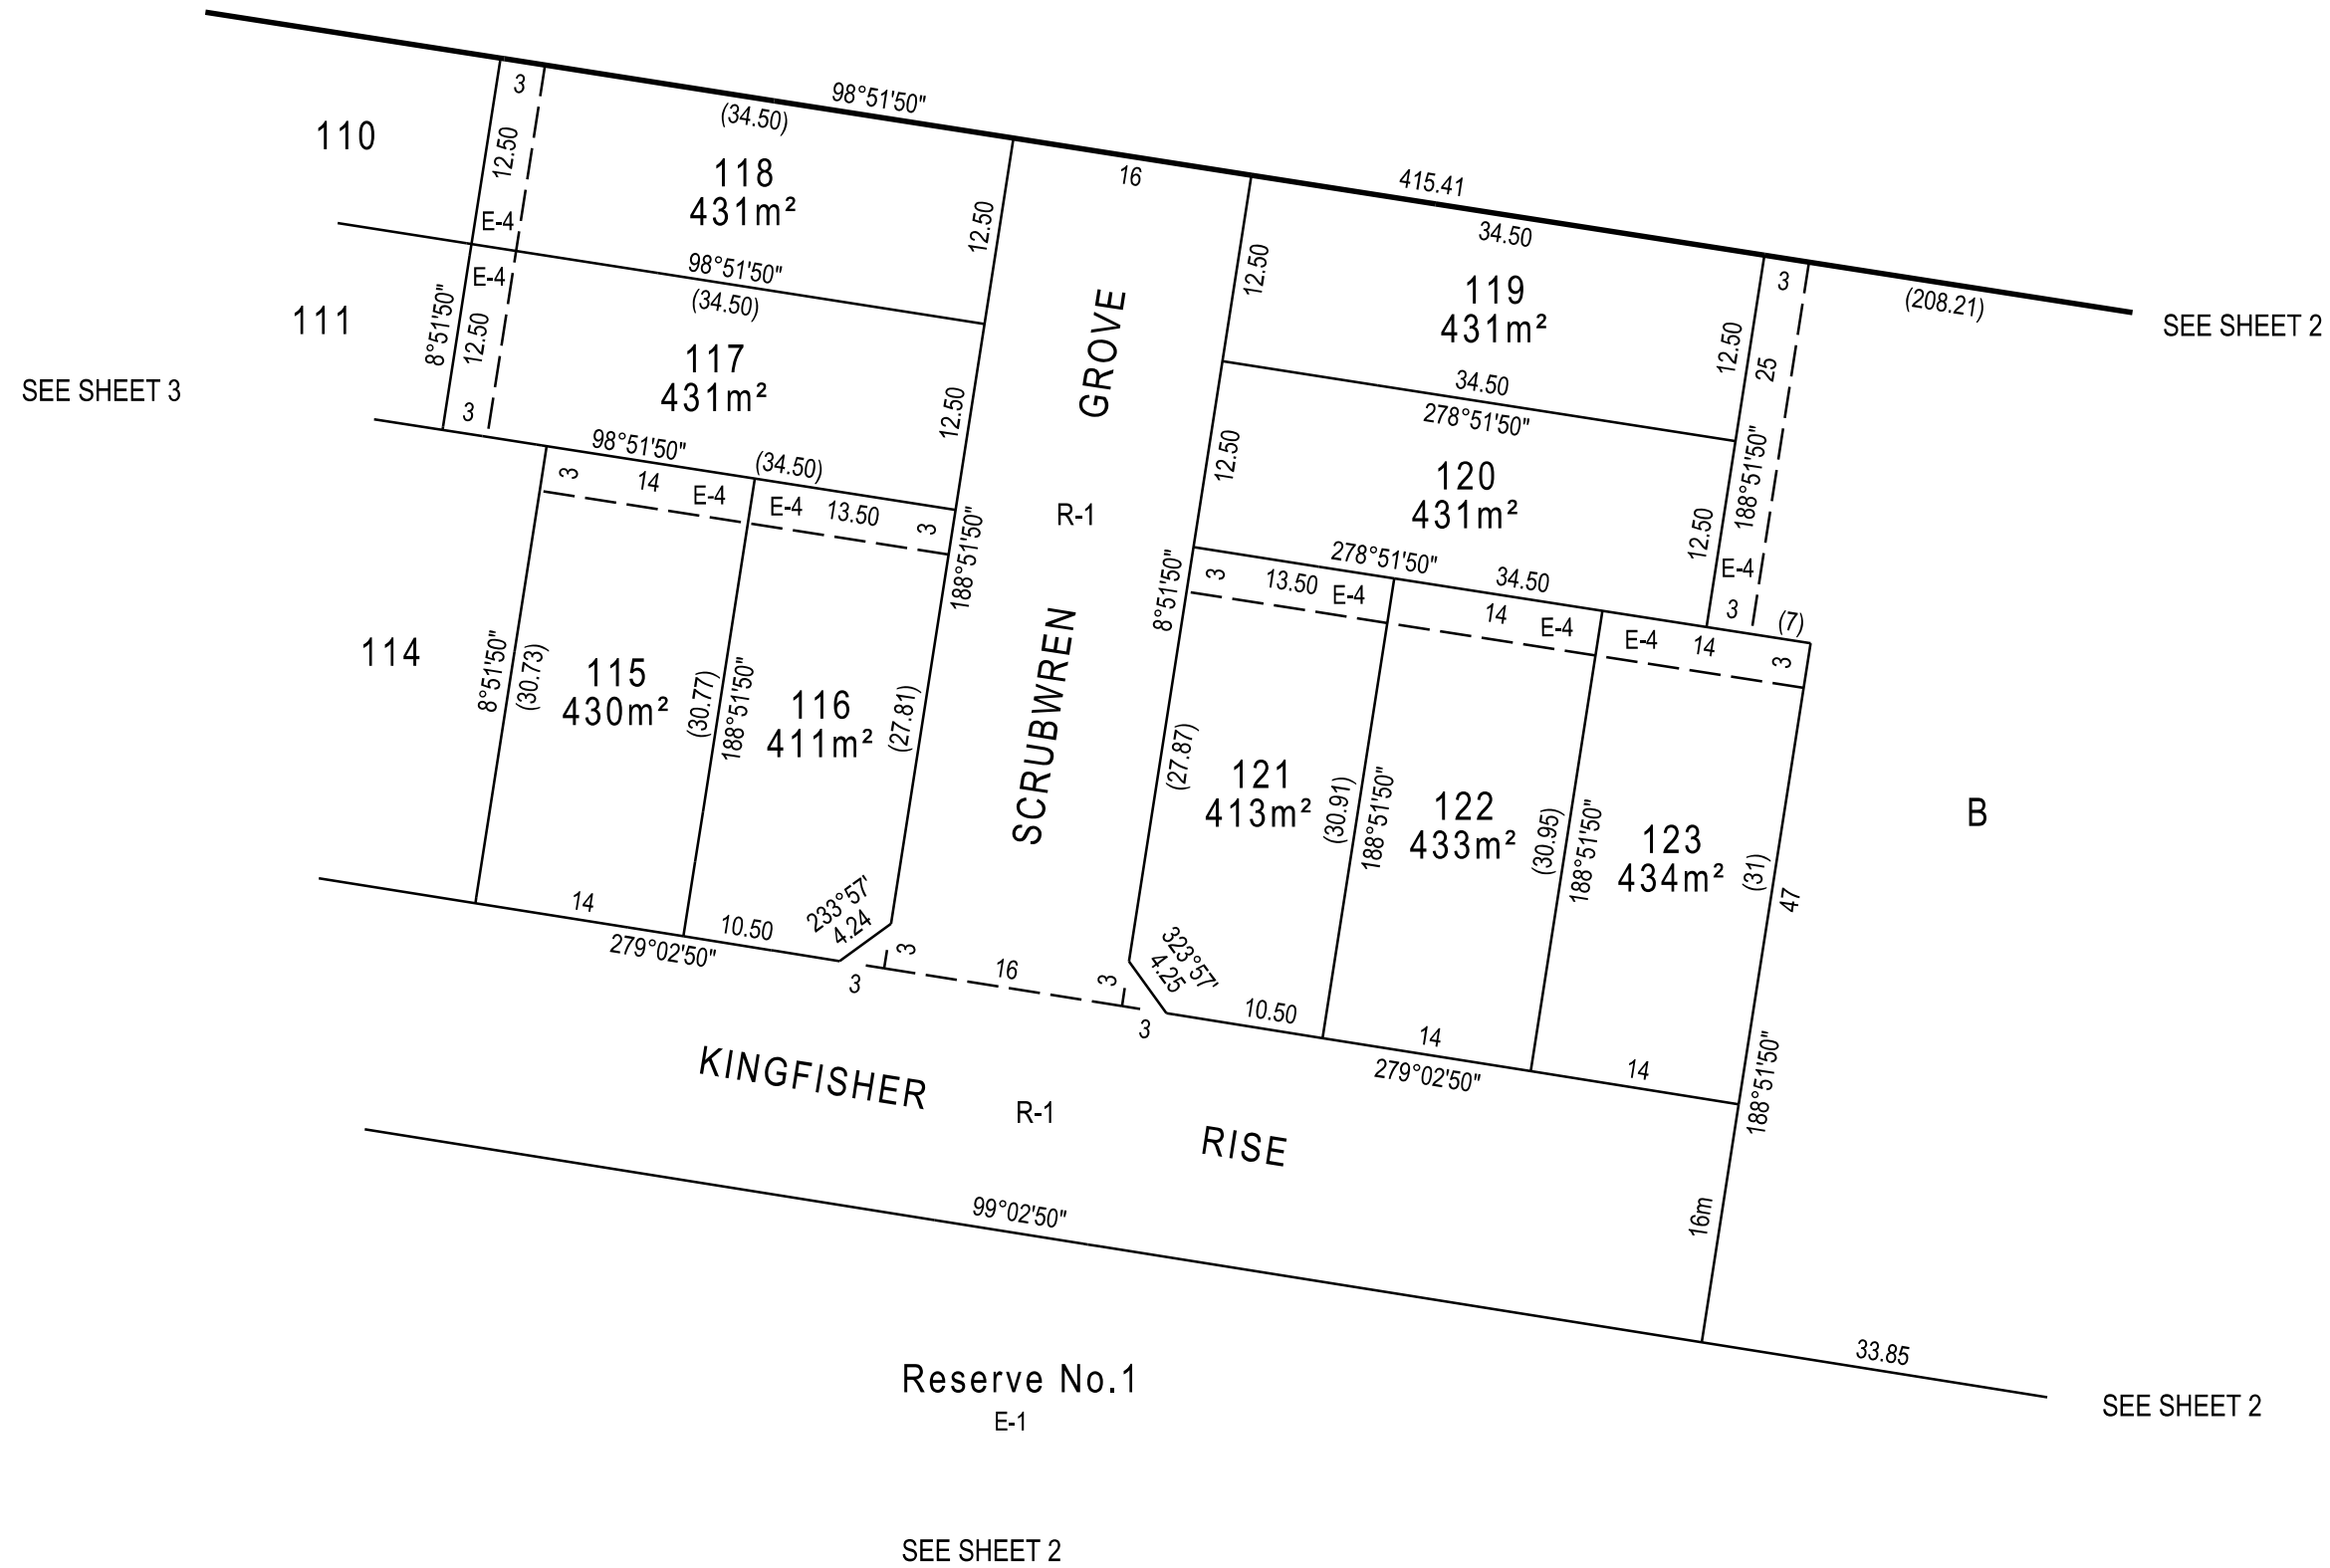 98°51'50"
3
(34.50)
110
12.50
118
431m²
16
415.41
E-4
12.50
34.50
12.50
98°51'50"
119
431m²
3
(208.21)
SEE SHEET 2
E-4
(34.50)
111
8°51'50"
12.50
117
431m²
GROVE
12.50
25
SEE SHEET 3
3
12.50
34.50
278°51'50"
98°51'50"
(34.50)
12.50
120
431m²
188°51'50"
3
14
E-4
E-4
13.50
3
R-1
188°51'50"
12.50
278°51'50"
34.50
E-4
8°51'50"
3
13.50
E-4
14
E-4
E-4
14
3
(7)
3
114
8°51'50"
(30.73)
115
430m²
(30.77)
188°51'50"
116
411m²
(27.81)
SCRUBWREN
(27.87)
121
413m²
(30.91)
188°51'50"
122
433m²
(30.95)
188°51'50"
123
434m²
(31)
47
B
14
279°02'50"
10.50
233°57'
4.24
3
3
16
3
3
323°57'
4.25
10.50
14
279°02'50"
14
188°51'50"
KINGFISHER
R-1
RISE
16m
99°02'50"
33.85
Reserve No.1
E-1
SEE SHEET 2
SEE SHEET 2